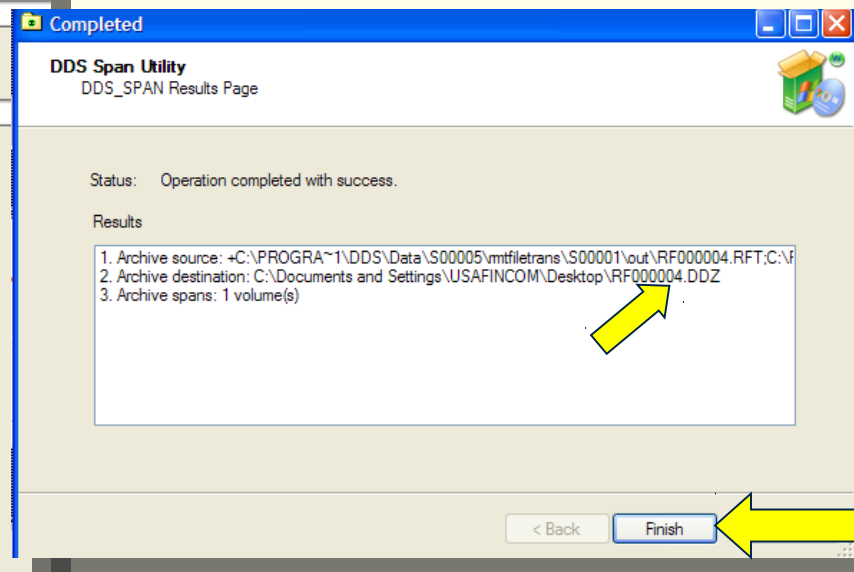 Completed
DDS Span Utility
DDS_SPAN Results Page
Status: Operation completed with success.
Results
1. Archive source: +C:\PROGRA~1\DDS\Data\S00005\rmtfiletrans\S00001\out\RF000004.RFT;C:\
2. Archive destination: C:\Documents and Settings\USAFINCOM\Desktop\RF000004.DDZ
3. Archive spans: 1 volume(s)
< Back
Finish